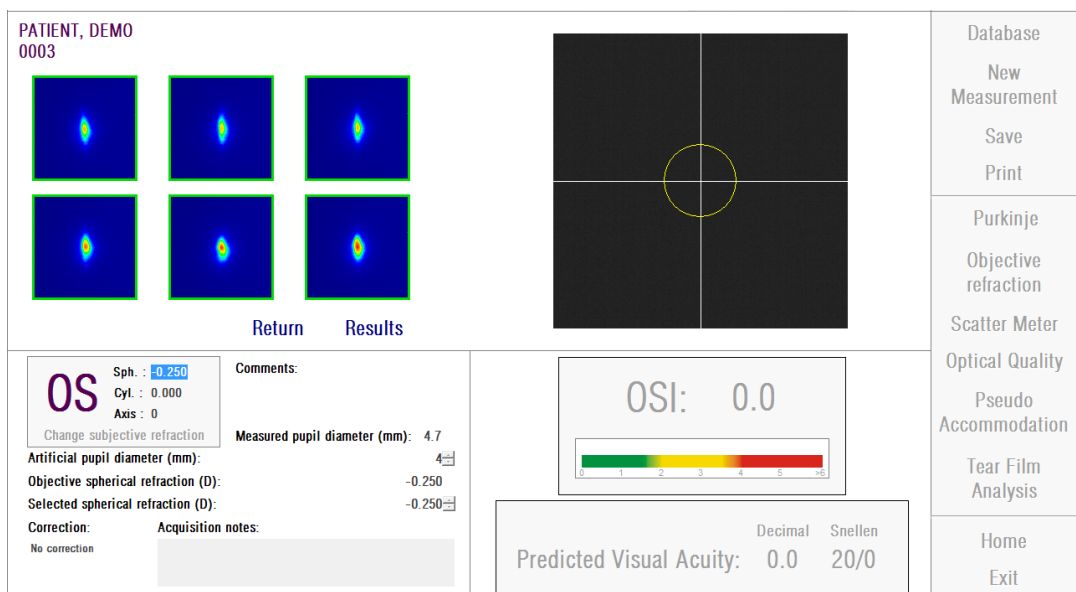 PATIENT, DEMO
0003
Return Results
OS
Sph. : -0.250
Cyl. : 0.000
Axis : 0
Change subjective refraction
Comments:
Measured pupil diameter (mm): 4.7
Artificial pupil diameter (mm): 4
Objective spherical refraction (D): -0.250
Selected spherical refraction (D): -0.250
Correction: Acquisition notes:
No correction
OSI: 0.0
0 1 2 3 4 5 >6
Decimal Snellen
Predicted Visual Acuity: 0.0 20/0
Database
New
Measurement
Save
Print
Purkinje
Objective
refraction
Scatter Meter
Optical Quality
Pseudo
Accommodation
Tear Film
Analysis
Home
Exit